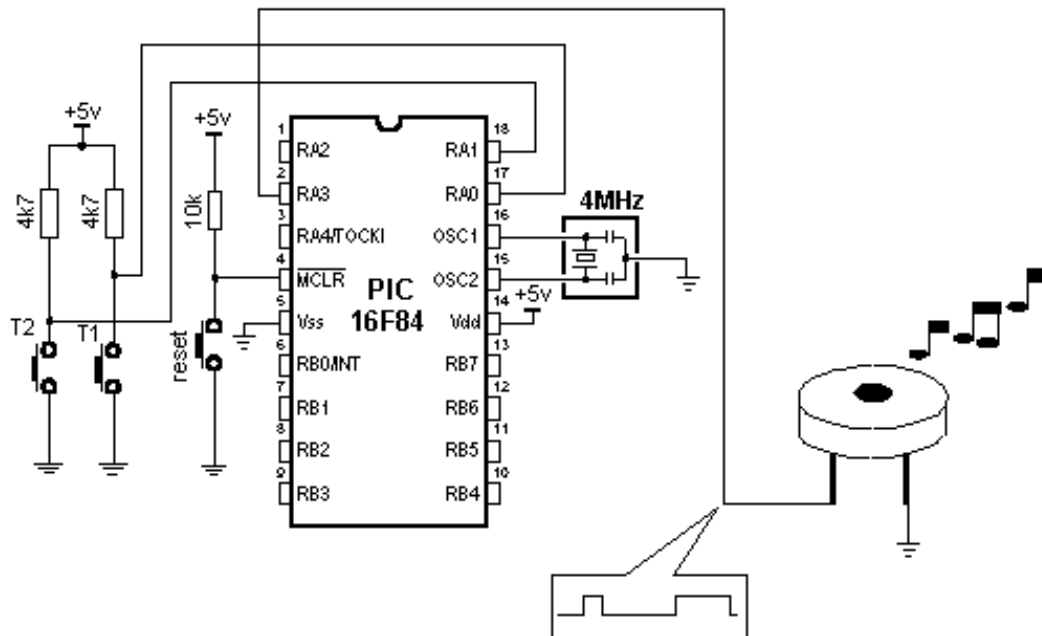 +5v
+5v
4k7
4k7
10k
T2
T1
reset
1
RA2
2
RA3
3
RA4/TOCKI
4
MCLR
5
Vss
6
RB0/INT
7
RB1
8
RB2
9
RB3
PIC
16F84
18
RA1
17
RA0
16
OSC1
15
OSC2
14
Vdd
13
RB7
12
RB6
11
RB5
10
RB4
4MHz
+5v